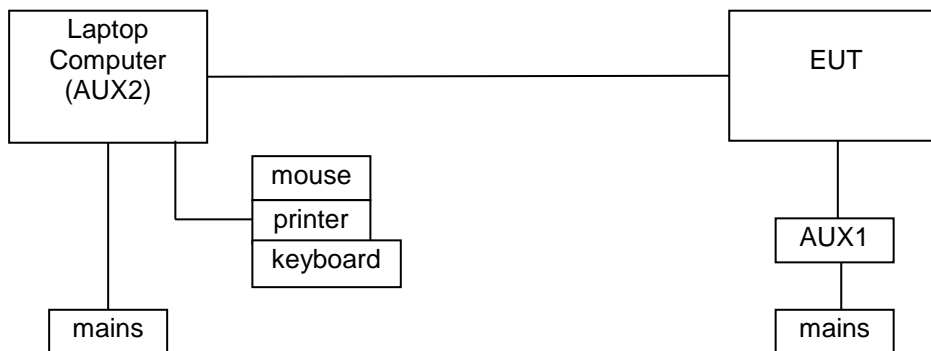 Laptop
Computer
(AUX2)
EUT
mouse
printer
keyboard
AUX1
mains
mains